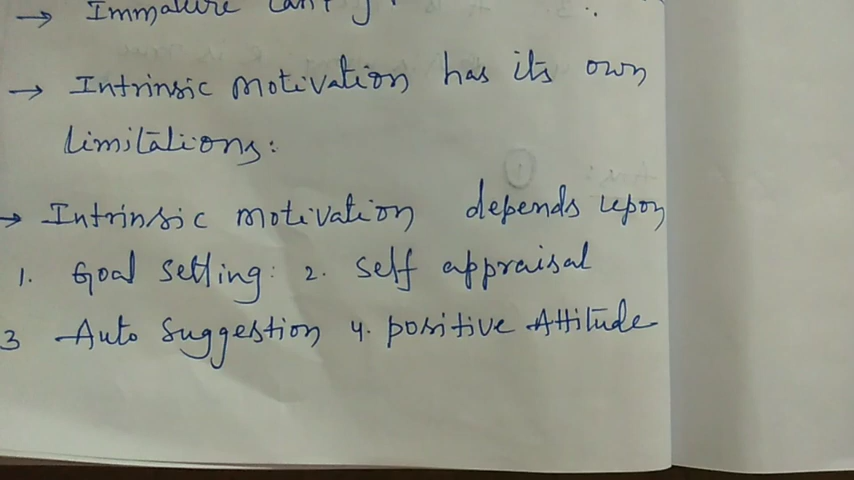 → Immature can't
→ Intrinsic motivation has its own
limitations:
→ Intrinsic motivation depends upon
1. Goal setting: 2. self appraisal
3 Auto suggestion 4. positive Attitude